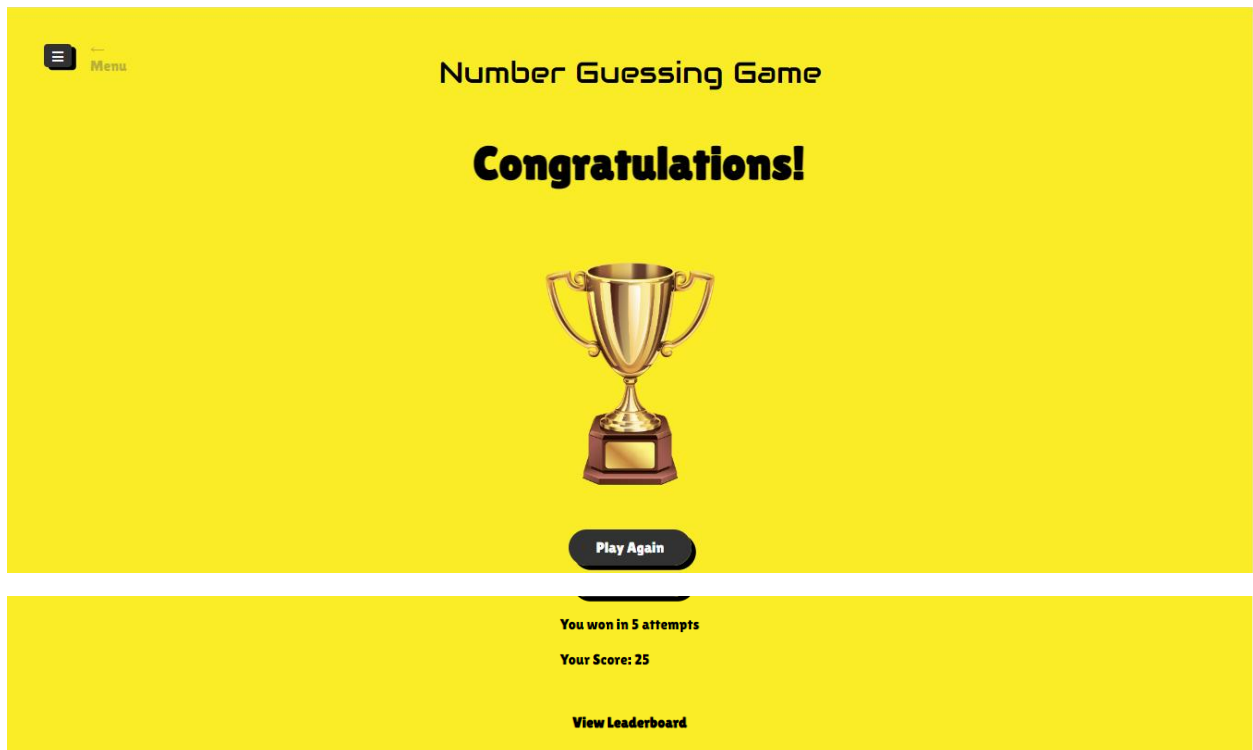 ←
Menu
Number Guessing Game
Congratulations!
Play Again
You won in 5 attempts
Your Score: 25
View Leaderboard